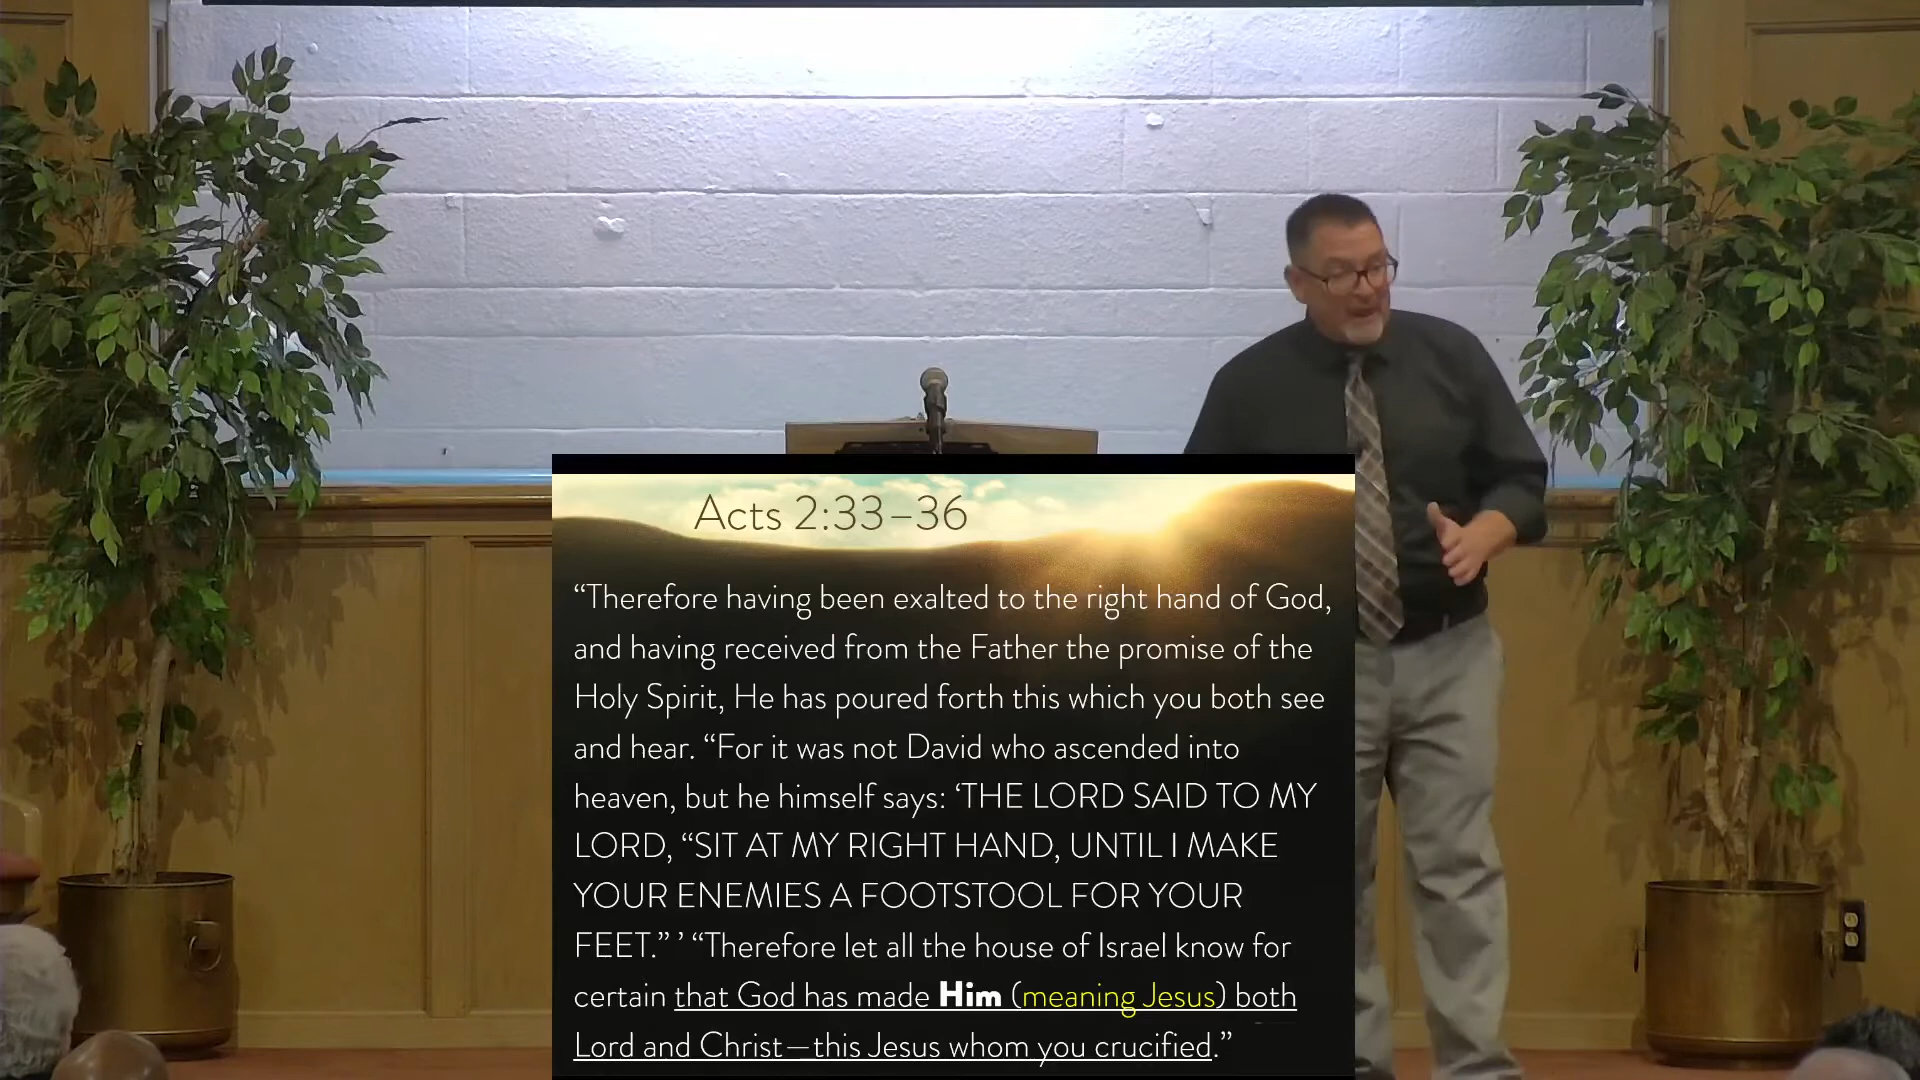 Acts 2:33–36
“Therefore having been exalted to the right hand of God,
and having received from the Father the promise of the
Holy Spirit, He has poured forth this which you both see
and hear. “For it was not David who ascended into
heaven, but he himself says: ‘THE LORD SAID TO MY
LORD, “SIT AT MY RIGHT HAND, UNTIL I MAKE
YOUR ENEMIES A FOOTSTOOL FOR YOUR
FEET.” ’ “Therefore let all the house of Israel know for
certain that God has made Him (meaning Jesus) both
Lord and Christ—this Jesus whom you crucified.”